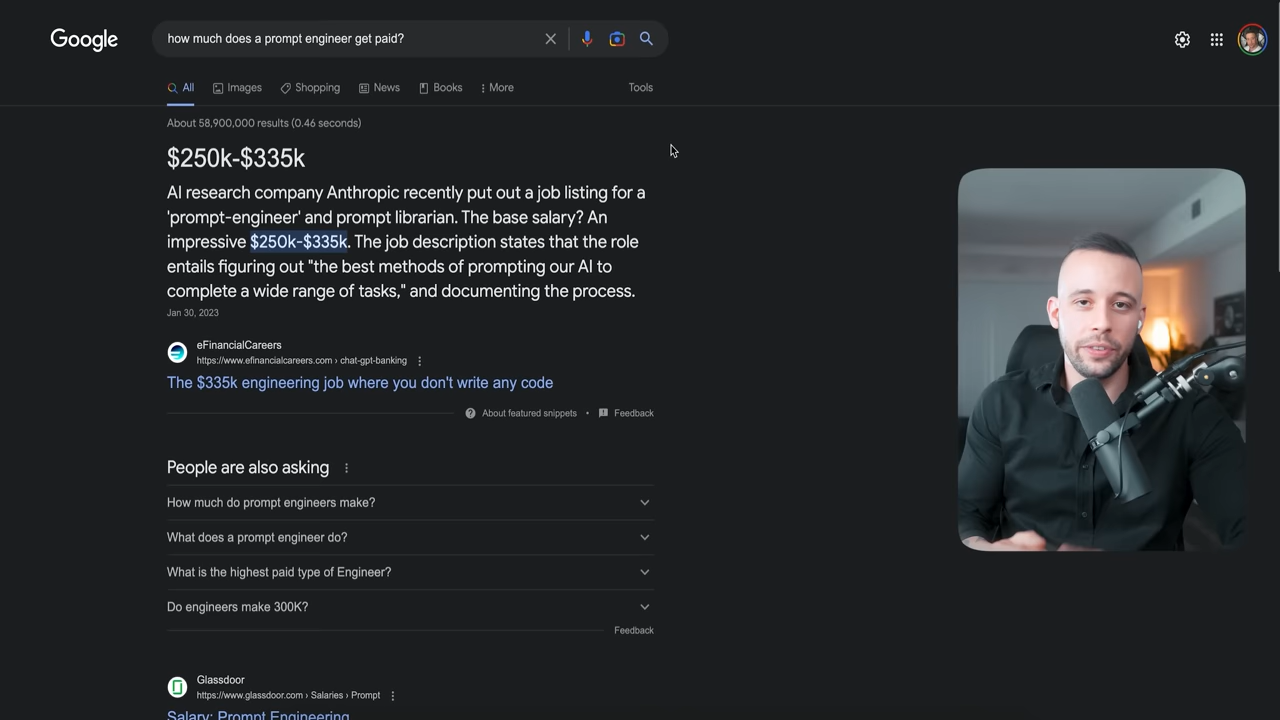 Google
how much does a prompt engineer get paid?
All Images Shopping News Books More Tools
About 58,900,000 results (0.46 seconds)
$250k-$335k
AI research company Anthropic recently put out a job listing for a
'prompt-engineer' and prompt librarian. The base salary? An
impressive $250k-$335k. The job description states that the role
entails figuring out "the best methods of prompting our AI to
complete a wide range of tasks," and documenting the process.
Jan 30, 2023
eFinancialCareers
https://www.efinancialcareers.com › chat-gpt-banking
The $335k engineering job where you don't write any code
About featured snippets • Feedback
People are also asking
How much do prompt engineers make?
What does a prompt engineer do?
What is the highest paid type of Engineer?
Do engineers make 300K?
Feedback
Glassdoor
https://www.glassdoor.com › Salaries › Prompt
Salary: Prompt Engineering